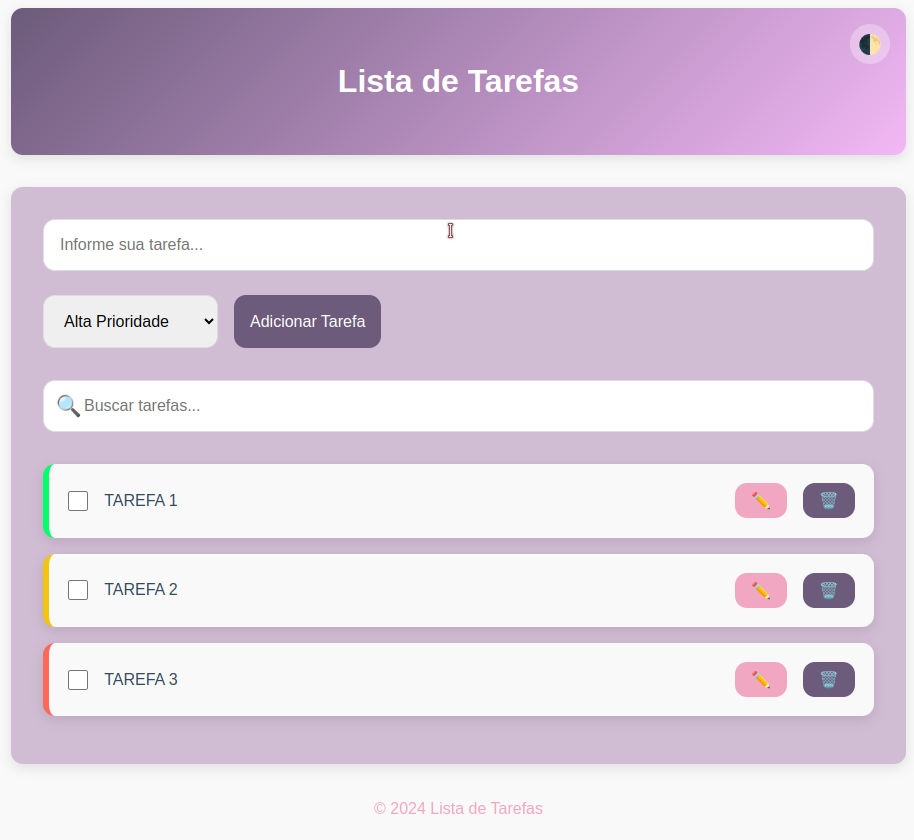 Lista de Tarefas
Informe sua tarefa...
Alta Prioridade
Adicionar Tarefa
Buscar tarefas...
TAREFA 1
TAREFA 2
TAREFA 3
© 2024 Lista de Tarefas